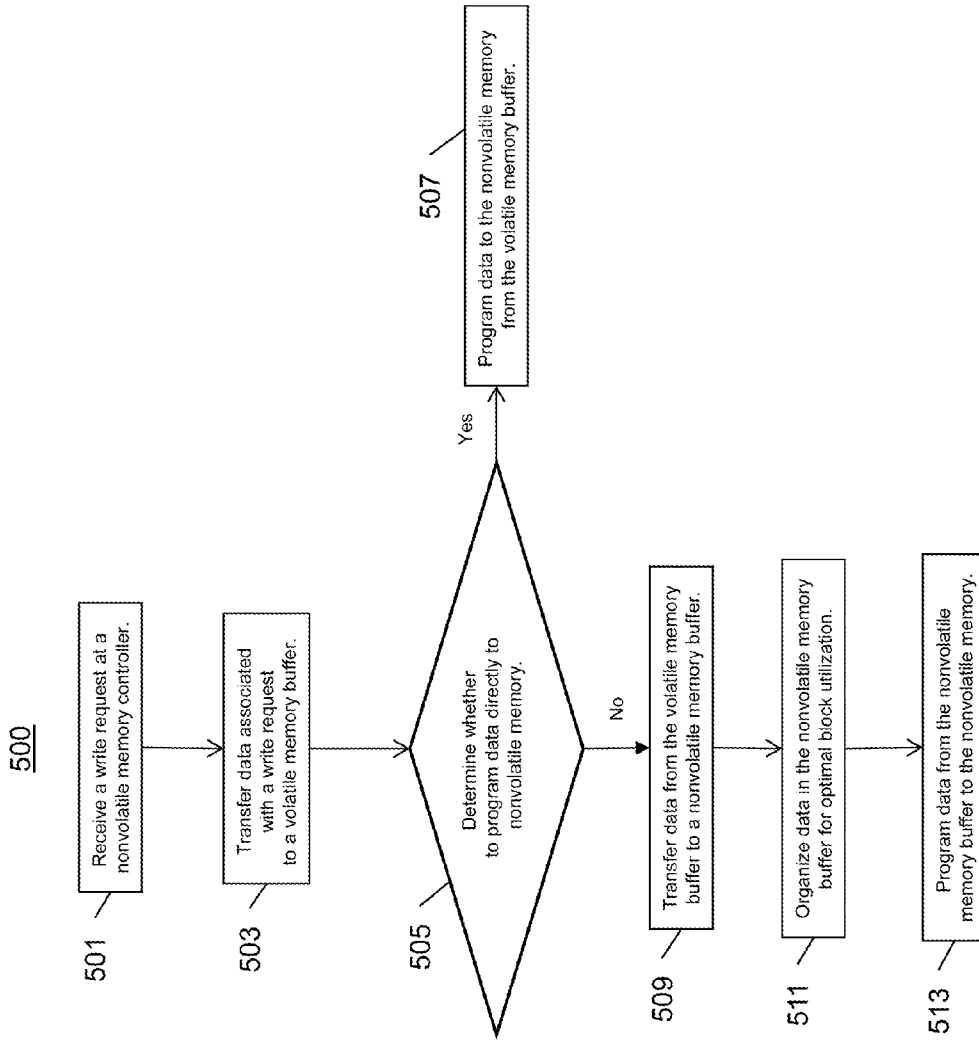 500
501
Receive a write request at a
nonvolatile memory controller.
503
Transfer data associated
with a write request
to a volatile memory buffer.
505
Determine whether
to program data directly to
nonvolatile memory.
Yes
507
Program data to the nonvolatile memory
from the volatile memory buffer.
No
509
Transfer data from the volatile memory
buffer to a nonvolatile memory buffer.
511
Organize data in the nonvolatile memory
buffer for optimal block utilization.
513
Program data from the nonvolatile
memory buffer to the nonvolatile memory.